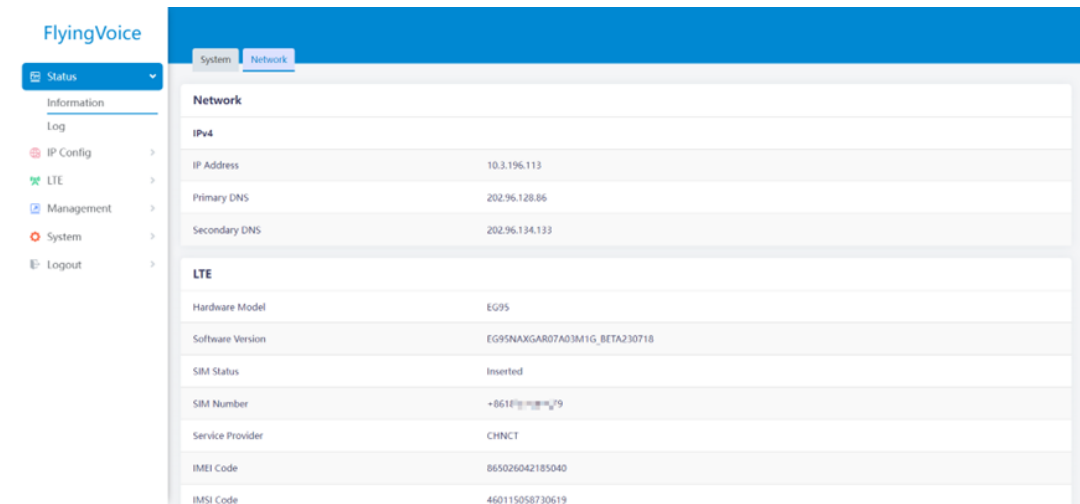 FlyingVoice
Status
Information
Log
IP Config
LTE
Management
System
Logout
System Network
Network
IPv4
IP Address 10.3.196.113
Primary DNS 202.96.128.86
Secondary DNS 202.96.134.133
LTE
Hardware Model EG95
Software Version EG95NAXGAR07A03M1G_BETA230718
SIM Status Inserted
SIM Number
Service Provider CHNCT
IMEI Code 865026042185040
IMSI Code 460115058730619